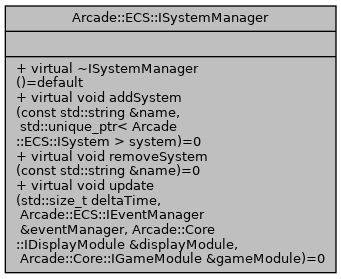 Arcade::ECS::ISystemManager
+ virtual ~ISystemManager
()=default
+ virtual void addSystem
(const std::string &name,
std::unique_ptr< Arcade
::ECS::ISystem > system)=0
+ virtual void removeSystem
(const std::string &name)=0
+ virtual void update
(std::size_t deltaTime,
Arcade::ECS::IEventManager
&eventManager, Arcade::Core
::IDisplayModule &displayModule,
Arcade::Core::IGameModule &gameModule)=0